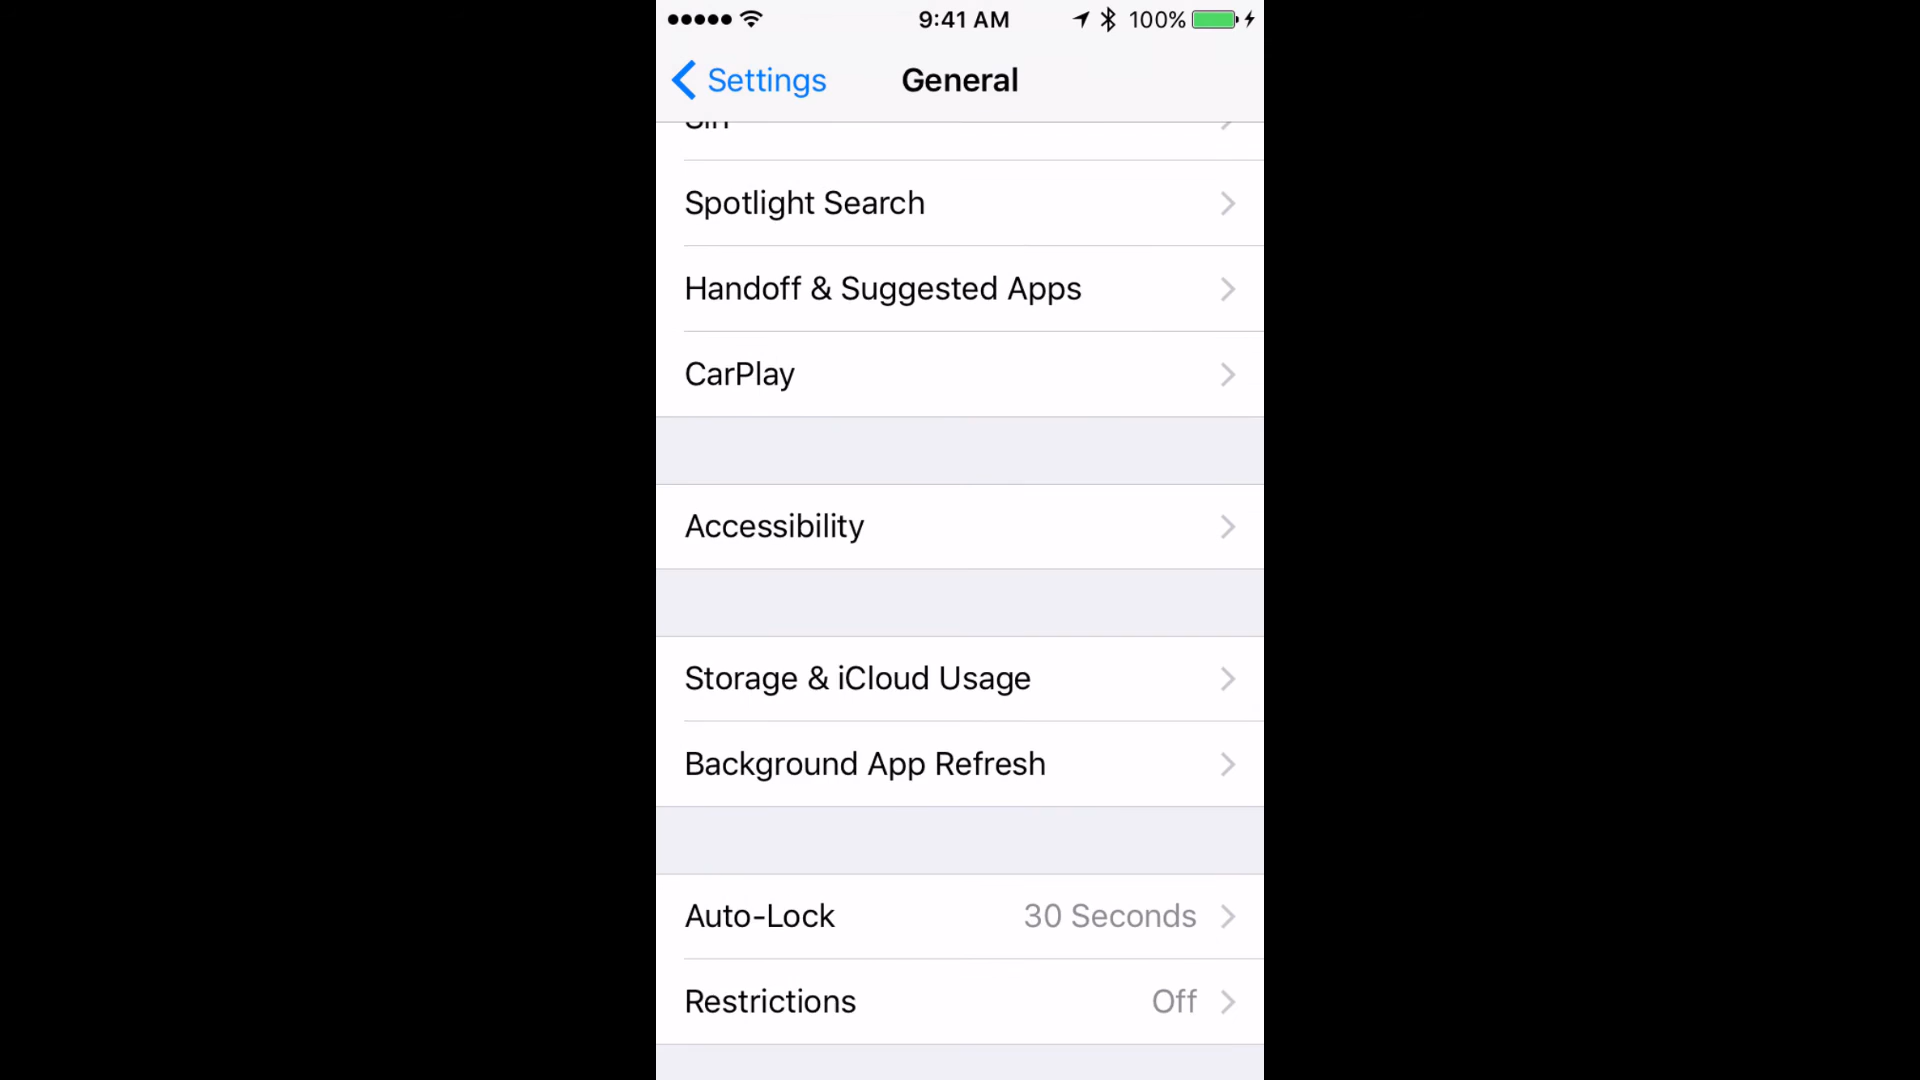 9:41 AM 100%
Settings General
Siri
Spotlight Search
Handoff & Suggested Apps
CarPlay
Accessibility
Storage & iCloud Usage
Background App Refresh
Auto-Lock 30 Seconds
Restrictions Off